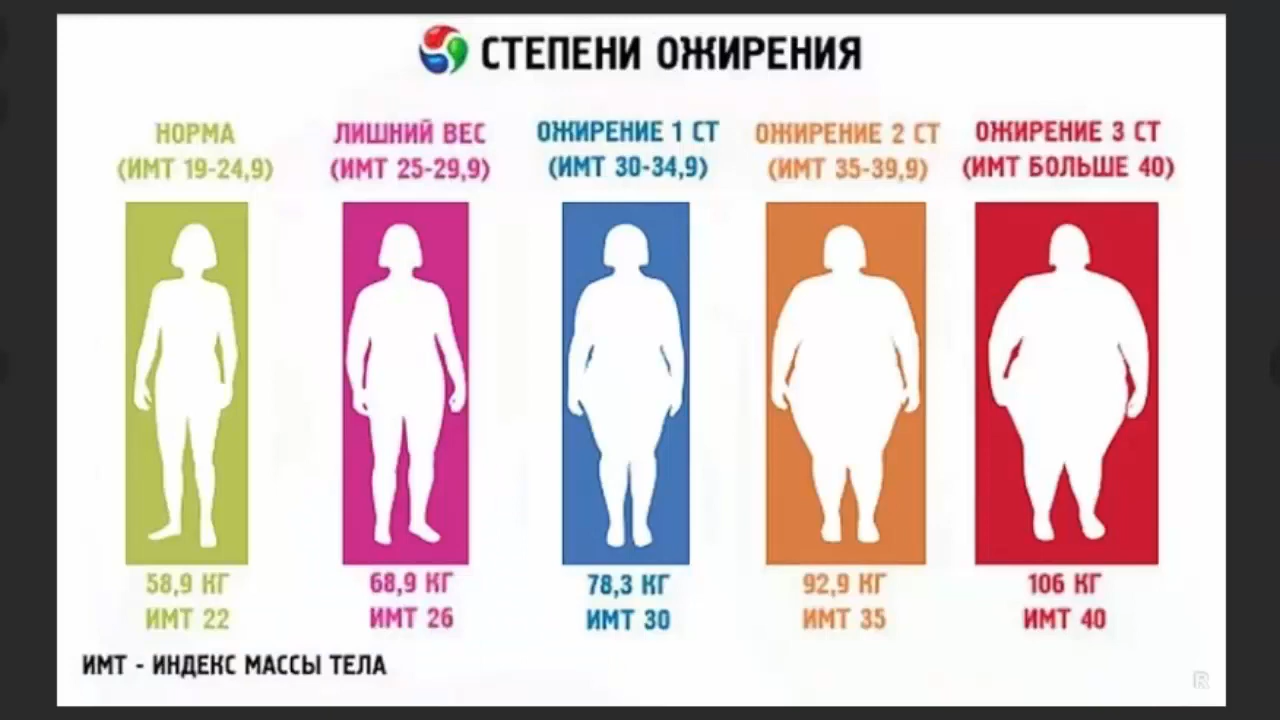 СТЕПЕНИ ОЖИРЕНИЯ
НОРМА
(ИМТ 19-24,9)
ЛИШНИЙ ВЕС
(ИМТ 25-29,9)
ОЖИРЕНИЕ 1 СТ
(ИМТ 30-34,9)
ОЖИРЕНИЕ 2 СТ
(ИМТ 35-39,9)
ОЖИРЕНИЕ 3 СТ
(ИМТ БОЛЬШЕ 40)
58,9 КГ
ИМТ 22
68,9 КГ
ИМТ 26
78,3 КГ
ИМТ 30
92,9 КГ
ИМТ 35
106 КГ
ИМТ 40
ИМТ - ИНДЕКС МАССЫ ТЕЛА
R